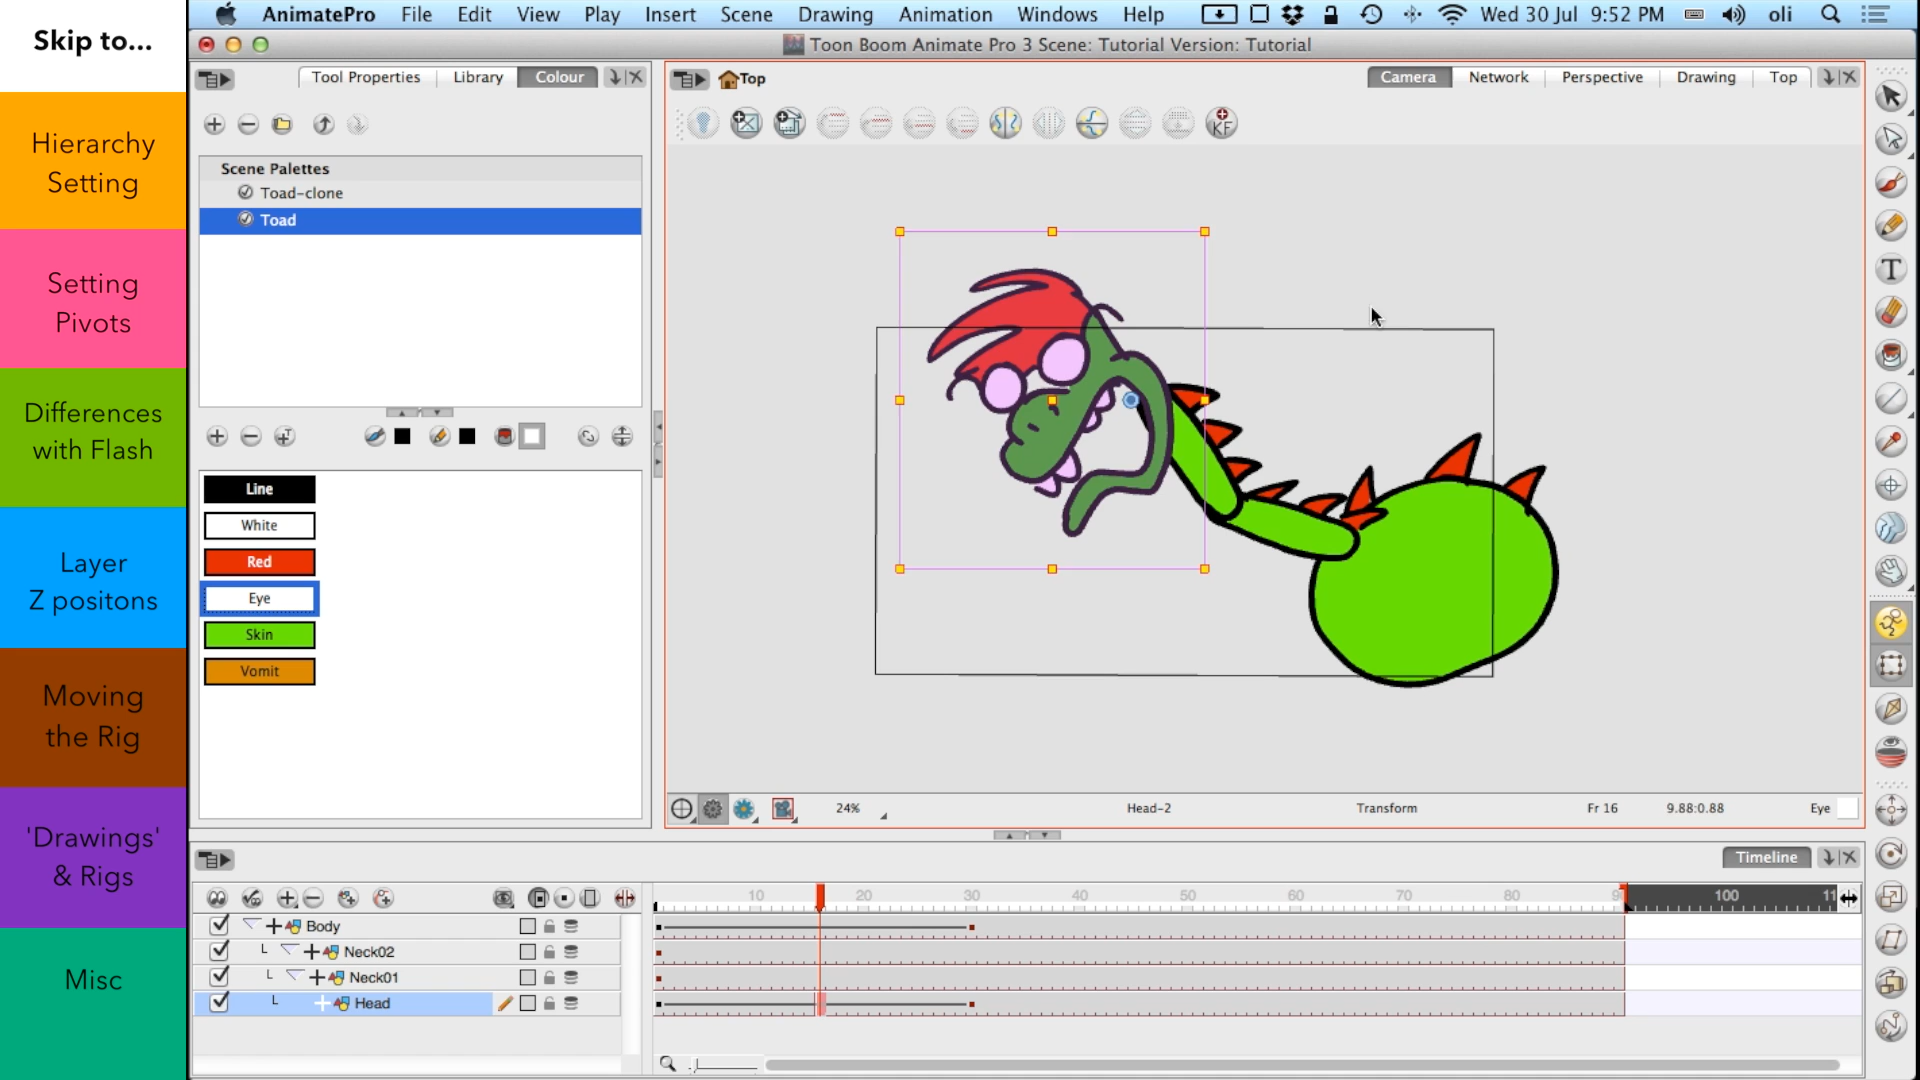 Skip to...
Hierarchy
Setting
Setting
Pivots
Differences
with Flash
Layer
Z positons
Moving
the Rig
'Drawings'
& Rigs
Misc
AnimatePro File Edit View Play Insert Scene Drawing Animation Windows Help Wed 30 Jul 9:52 PM oli
Toon Boom Animate Pro 3 Scene: Tutorial Version: Tutorial
Tool Properties Library Colour
Top
Camera Network Perspective Drawing Top
KF
Scene Palettes
Toad-clone
Toad
Line
White
Red
Eye
Skin
Vomit
T
24% Head-2 Transform Fr 16 9.88:0.88 Eye
Timeline
10 20 30 40 50 60 70 80 9 100 11
Body
Neck02
Neck01
Head